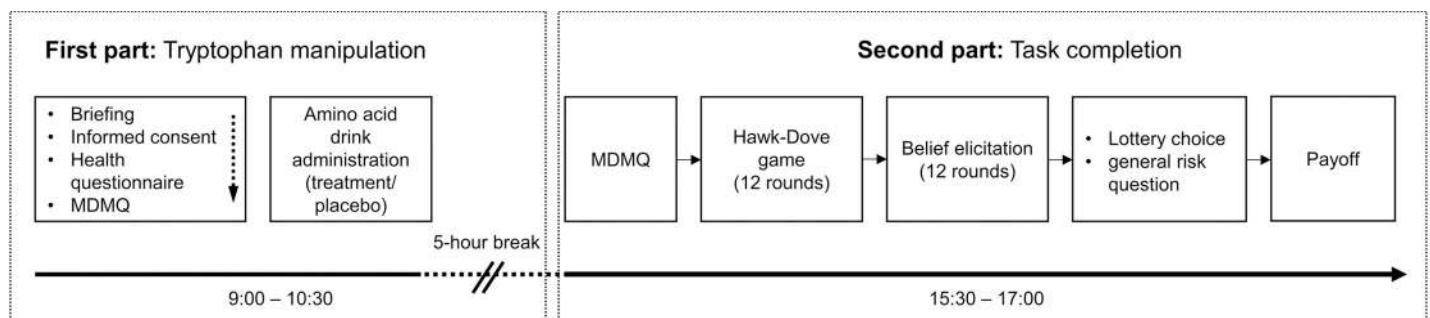 First part: Tryptophan manipulation
• Briefing
• Informed consent
• Health
questionnaire
• MDMQ
Amino acid
drink
administration
(treatment/
placebo)
5-hour break
9:00 – 10:30
Second part: Task completion
MDMQ
Hawk-Dove
game
(12 rounds)
Belief elicitation
(12 rounds)
• Lottery choice
• general risk
question
Payoff
15:30 – 17:00